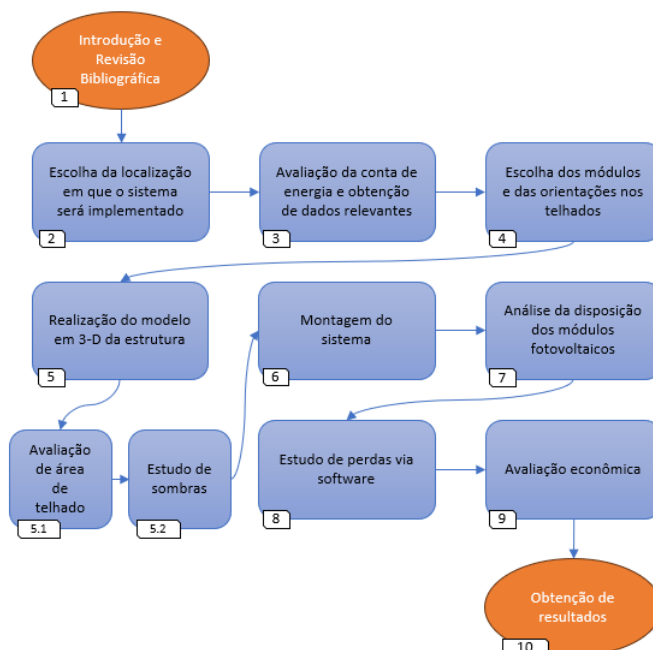 Introdução e
Revisão
Bibliográfica
1
Escolha da localização
em que o sistema
será implementado
2
Avaliação da conta de
energia e obtenção
de dados relevantes
3
Escolha dos módulos
e das orientações nos
telhados
4
Realização do modelo
em 3-D da estrutura
5
Avaliação
de área
de
telhado
5.1
Estudo de
sombras
5.2
Montagem do
sistema
6
Análise da disposição
dos módulos
fotovoltaicos
7
Estudo de perdas via
software
8
Avaliação econômica
9
Obtenção de
resultados
10